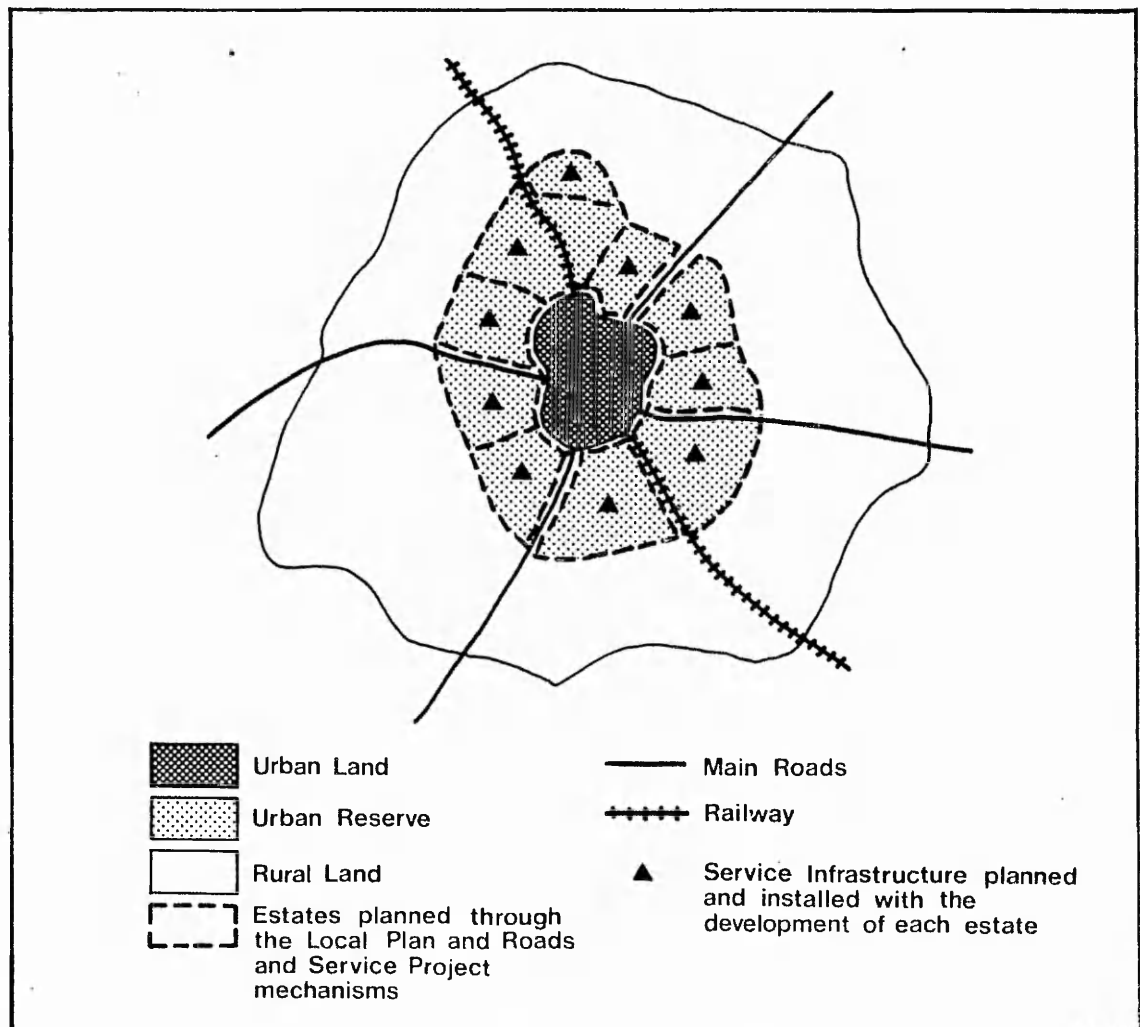 Urban Land
Urban Reserve
Rural Land
Estates planned through
the Local Plan and Roads
and Service Project
mechanisms
Main Roads
Railway
Service Infrastructure planned
and installed with the
development of each estate